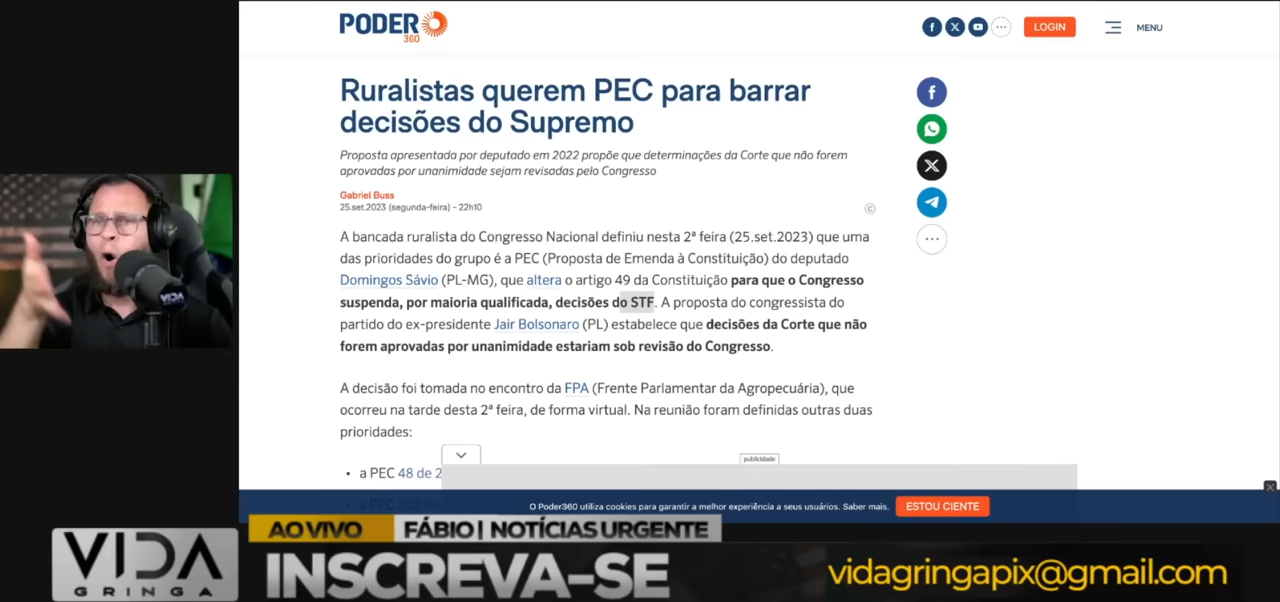 PODER
360
LOGIN
MENU
Ruralistas querem PEC para barrar
decisões do Supremo
Proposta apresentada por deputado em 2022 propõe que determinações da Corte que não forem
aprovadas por unanimidade sejam revisadas pelo Congresso
Gabriel Buss
25.set.2023 (segunda-feira) - 22h10
A bancada ruralista do Congresso Nacional definiu nesta 2ª feira (25.set.2023) que uma
das prioridades do grupo é a PEC (Proposta de Emenda à Constituição) do deputado
Domingos Sávio (PL-MG), que altera o artigo 49 da Constituição para que o Congresso
suspenda, por maioria qualificada, decisões do STF. A proposta do congressista do
partido do ex-presidente Jair Bolsonaro (PL) estabelece que decisões da Corte que não
forem aprovadas por unanimidade estariam sob revisão do Congresso.
A decisão foi tomada no encontro da FPA (Frente Parlamentar da Agropecuária), que
ocorreu na tarde desta 2ª feira, de forma virtual. Na reunião foram definidas outras duas
prioridades:
publicidade
• a PEC 48 de 2
O Poder360 utiliza cookies para garantir a melhor experiência a seus usuários. Saber mais.
ESTOU CIENTE
VIDA
AO VIVO FÁBIO | NOTÍCIAS URGENTE
VIDA
GRINGA
INSCREVA-SE
vidagringapix@gmail.com